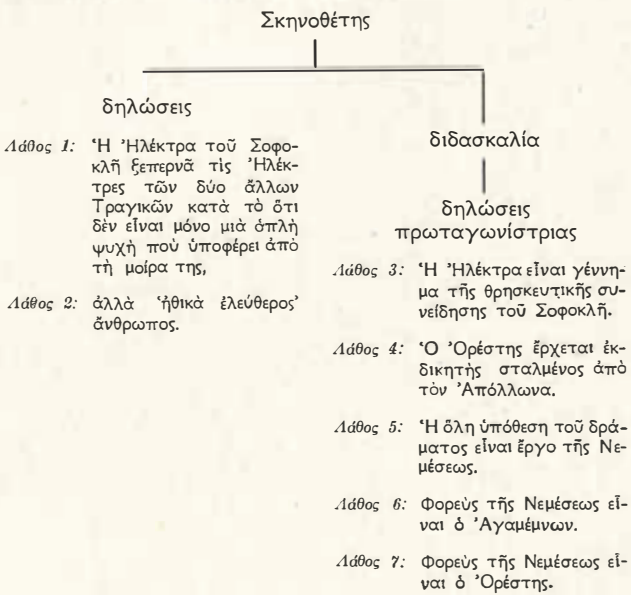 Σκηνοθέτης
δηλώσεις
Λάθος 1: Ἡ Ἠλέκτρα τοῦ Σοφο-
κλῆ ξεπερνᾶ τὶς Ἠλέκ-
τρες τῶν δύο ἄλλων
Τραγικῶν κατὰ τὸ ὅτι
δὲν εἶναι μόνο μιὰ ἁπλὴ
ψυχὴ ποὺ ὑποφέρει ἀπὸ
τὴ μοίρα της,
Λάθος 2: ἀλλὰ ‘ἠθικὰ ἐλεύθερος’
ἄνθρωπος.
διδασκαλία
δηλώσεις
πρωταγωνίστριας
Λάθος 3: Ἡ Ἠλέκτρα εἶναι γέννη-
μα τῆς θρησκευτικῆς συ-
νείδησης τοῦ Σοφοκλῆ.
Λάθος 4: Ὁ Ὀρέστης ἔρχεται ἐκ-
δικητὴς σταλμένος ἀπὸ
τὸν Ἀπόλλωνα.
Λάθος 5: Ἡ ὅλη ὑπόθεση τοῦ δρά-
ματος εἶναι ἔργο τῆς Νε-
μέσεως.
Λάθος 6: Φορεὺς τῆς Νεμέσεως εἶ-
ναι ὁ Ἀγαμέμνων.
Λάθος 7: Φορεὺς τῆς Νεμέσεως εἶ-
ναι ὁ Ὀρέστης.